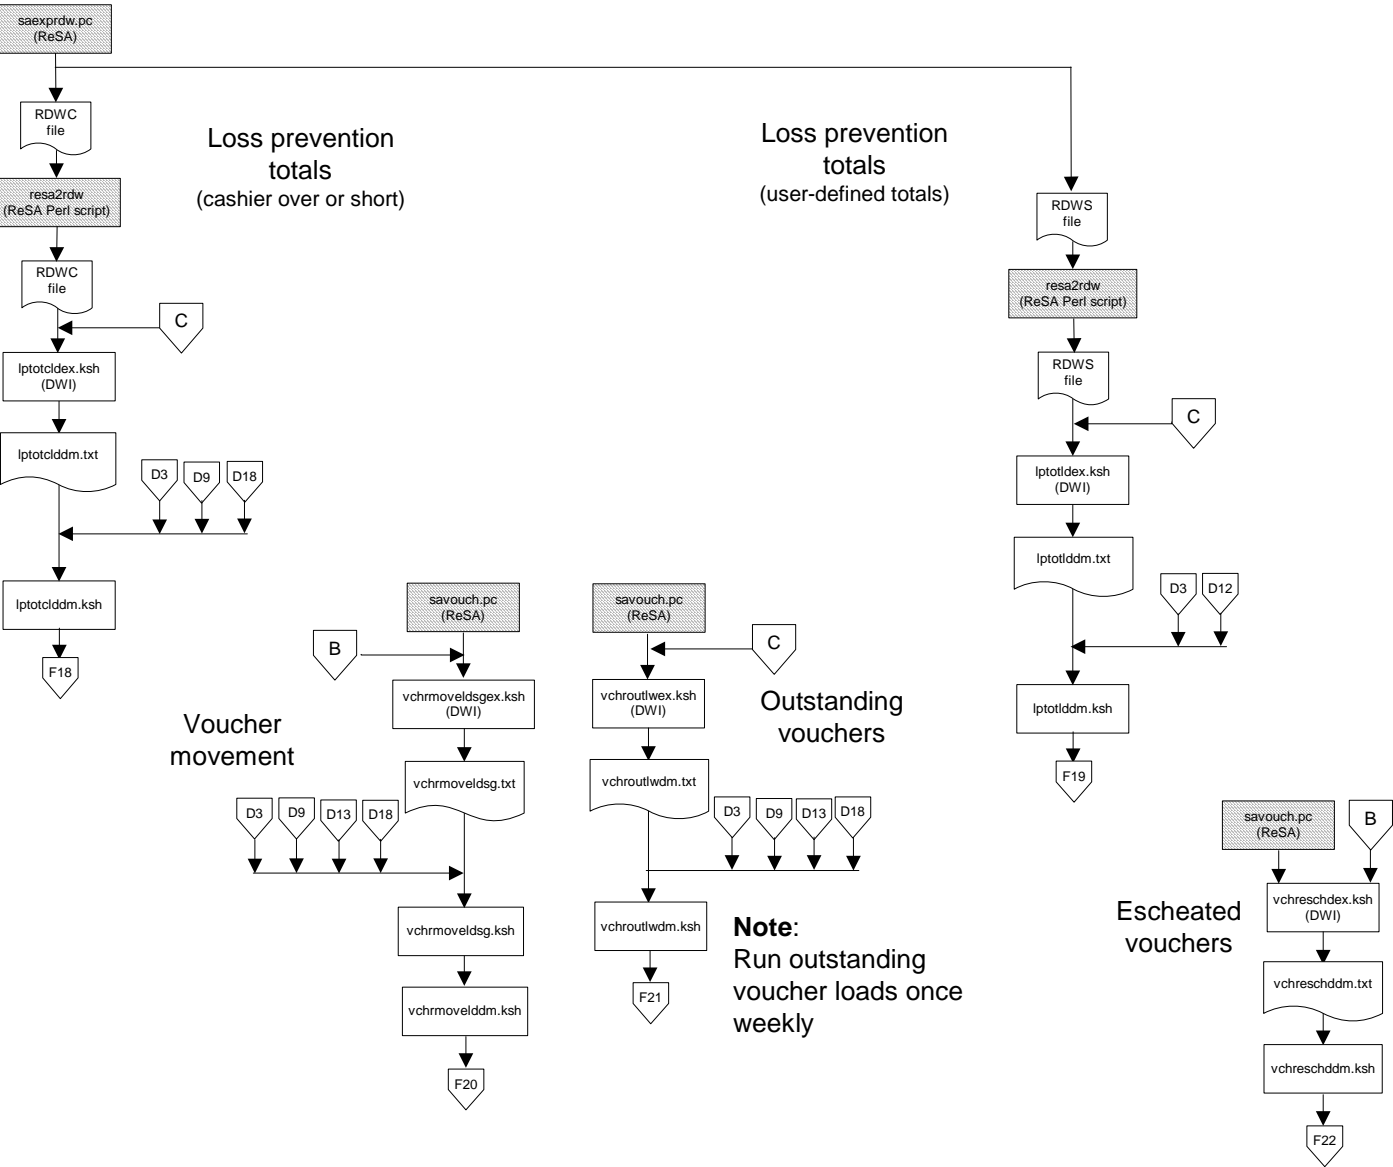 saexprdw.pc
(ReSA)
RDWC
file
resa2rdw
(ReSA Perl script)
RDWC
file
C
lptotcldex.ksh
(DWI)
lptotclddm.txt
D3
D9
D18
lptotclddm.ksh
F18
Loss prevention
totals
(cashier over or short)
Loss prevention
totals
(user-defined totals)
RDWS
file
resa2rdw
(ReSA Perl script)
RDWS
file
C
lptotldex.ksh
(DWI)
lptotlddm.txt
D3
D12
lptotlddm.ksh
F19
Voucher
movement
savouch.pc
(ReSA)
B
vchrmoveldsgex.ksh
(DWI)
vchrmoveldsg.txt
D3
D9
D13
D18
vchrmoveldsg.ksh
vchrmovelddm.ksh
F20
savouch.pc
(ReSA)
C
vchroutlwex.ksh
(DWI)
Outstanding
vouchers
vchroutlwdm.txt
D3
D9
D13
D18
vchroutlwdm.ksh
F21
Note:
Run outstanding
voucher loads once
weekly
savouch.pc
(ReSA)
B
Escheated
vouchers
vchreschdex.ksh
(DWI)
vchreschddm.txt
vchreschddm.ksh
F22